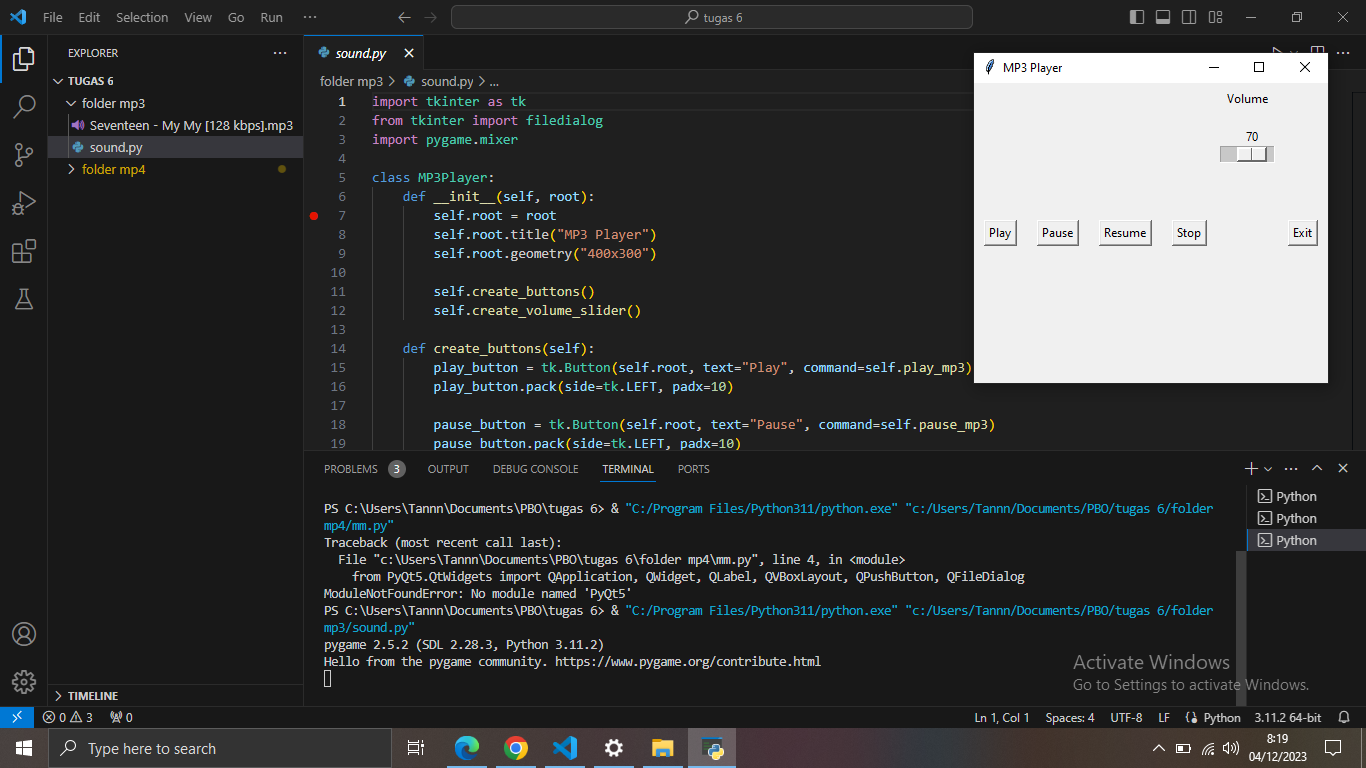 File Edit Selection View Go Run ··· tugas 6
EXPLORER ···
TUGAS 6
folder mp3
Seventeen - My My [128 kbps].mp3
sound.py
folder mp4
TIMELINE
sound.py
folder mp3 > sound.py > ...
1 import tkinter as tk
2 from tkinter import filedialog
3 import pygame.mixer
4
5 class MP3Player:
6 def __init__(self, root):
7 self.root = root
8 self.root.title("MP3 Player")
9 self.root.geometry("400x300")
10
11 self.create_buttons()
12 self.create_volume_slider()
13
14 def create_buttons(self):
15 play_button = tk.Button(self.root, text="Play", command=self.play_mp3)
16 play_button.pack(side=tk.LEFT, padx=10)
17
18 pause_button = tk.Button(self.root, text="Pause", command=self.pause_mp3)
19 pause_button.pack(side=tk.LEFT, padx=10)
MP3 Player
Volume
70
Play Pause Resume Stop Exit
PROBLEMS 3 OUTPUT DEBUG CONSOLE TERMINAL PORTS
PS C:\Users\Tannn\Documents\PBO\tugas 6> & "C:/Program Files/Python311/python.exe" "c:/Users/Tannn/Documents/PBO/tugas 6/folder
mp4/mm.py"
Traceback (most recent call last):
File "c:\Users\Tannn\Documents\PBO\tugas 6\folder mp4\mm.py", line 4, in <module>
from PyQt5.QtWidgets import QApplication, QWidget, QLabel, QVBoxLayout, QPushButton, QFileDialog
ModuleNotFoundError: No module named 'PyQt5'
PS C:\Users\Tannn\Documents\PBO\tugas 6> & "C:/Program Files/Python311/python.exe" "c:/Users/Tannn/Documents/PBO/tugas 6/folder
mp3/sound.py"
pygame 2.5.2 (SDL 2.28.3, Python 3.11.2)
Hello from the pygame community. https://www.pygame.org/contribute.html
Python
Python
Python
Activate Windows
Go to Settings to activate Windows.
0 3 0 Ln 1, Col 1 Spaces: 4 UTF-8 LF Python 3.11.2 64-bit
Type here to search
8:19
04/12/2023